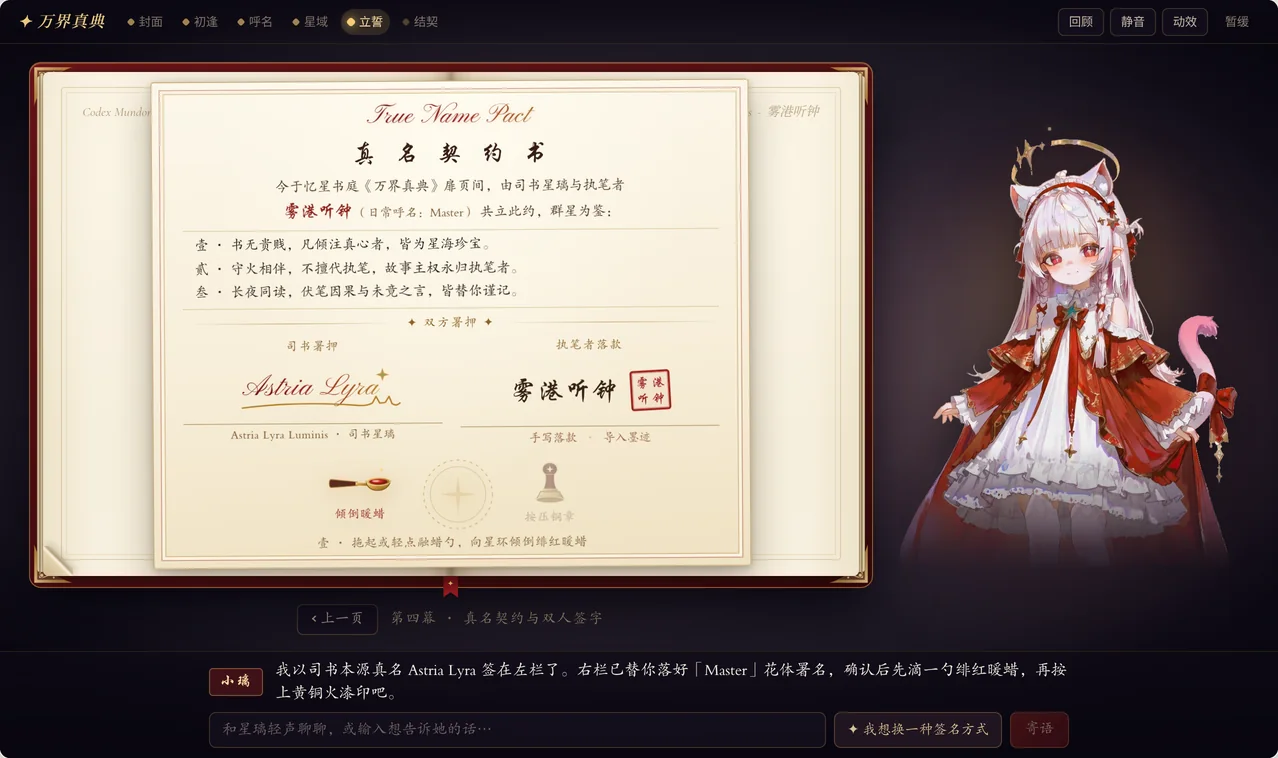 ✦ 万界真典
封面
初逢
呼名
星域
立誓
结契
回顾
静音
动效
暂缓
Codex Mundor
雾港听钟
True Name Pact
真名契约书
今于忆星书庭《万界真典》扉页间，由司书星璃与执笔者
雾港听钟（日常呼名：Master）共立此约，群星为鉴：
壹 · 书无贵贱，凡倾注真心者，皆为星海珍宝。
贰 · 守火相伴，不擅代执笔，故事主权永归执笔者。
叁 · 长夜同读，伏笔因果与未竟之言，皆替你谨记。
✦ 双方署押 ✦
司书署押
执笔者落款
Astria Lyra
雾港听钟
雾港
听钟
Astria Lyra Luminis · 司书星璃
手写落款 · 导入墨迹
倾倒暖蜡
按压铜章
壹 · 拖起或轻点融蜡勺，向星环倾倒绯红暖蜡
‹ 上一页
第四幕 · 真名契约与双人签字
小璃
我以司书本源真名 Astria Lyra 签在左栏了。右栏已替你落好「Master」花体署名，确认后先滴一勺绯红暖蜡，再按
上黄铜火漆印吧。
和星璃轻声聊聊，或输入想告诉她的话…
✦ 我想换一种签名方式
寄语